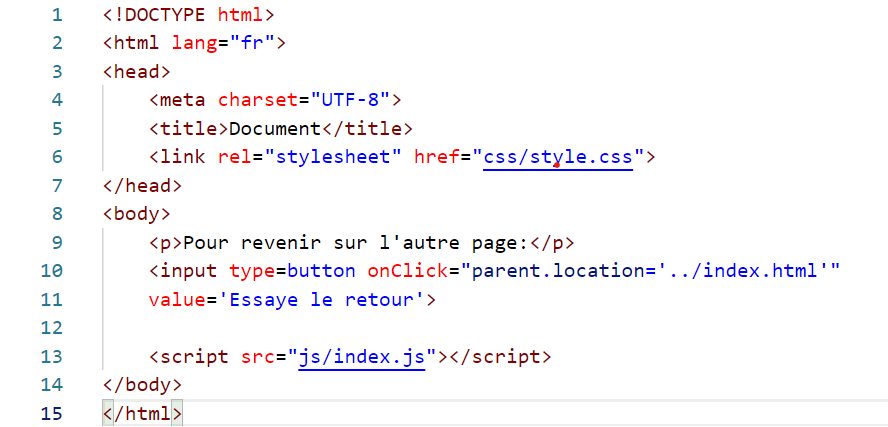 1 <!DOCTYPE html>
2 <html lang="fr">
3 <head>
4     <meta charset="UTF-8">
5     <title>Document</title>
6     <link rel="stylesheet" href="css/style.css">
7 </head>
8 <body>
9     <p>Pour revenir sur l'autre page:</p>
10     <input type=button onClick="parent.location='../index.html'"
11     value='Essaye le retour'>
12
13     <script src="js/index.js"></script>
14 </body>
15 </html>